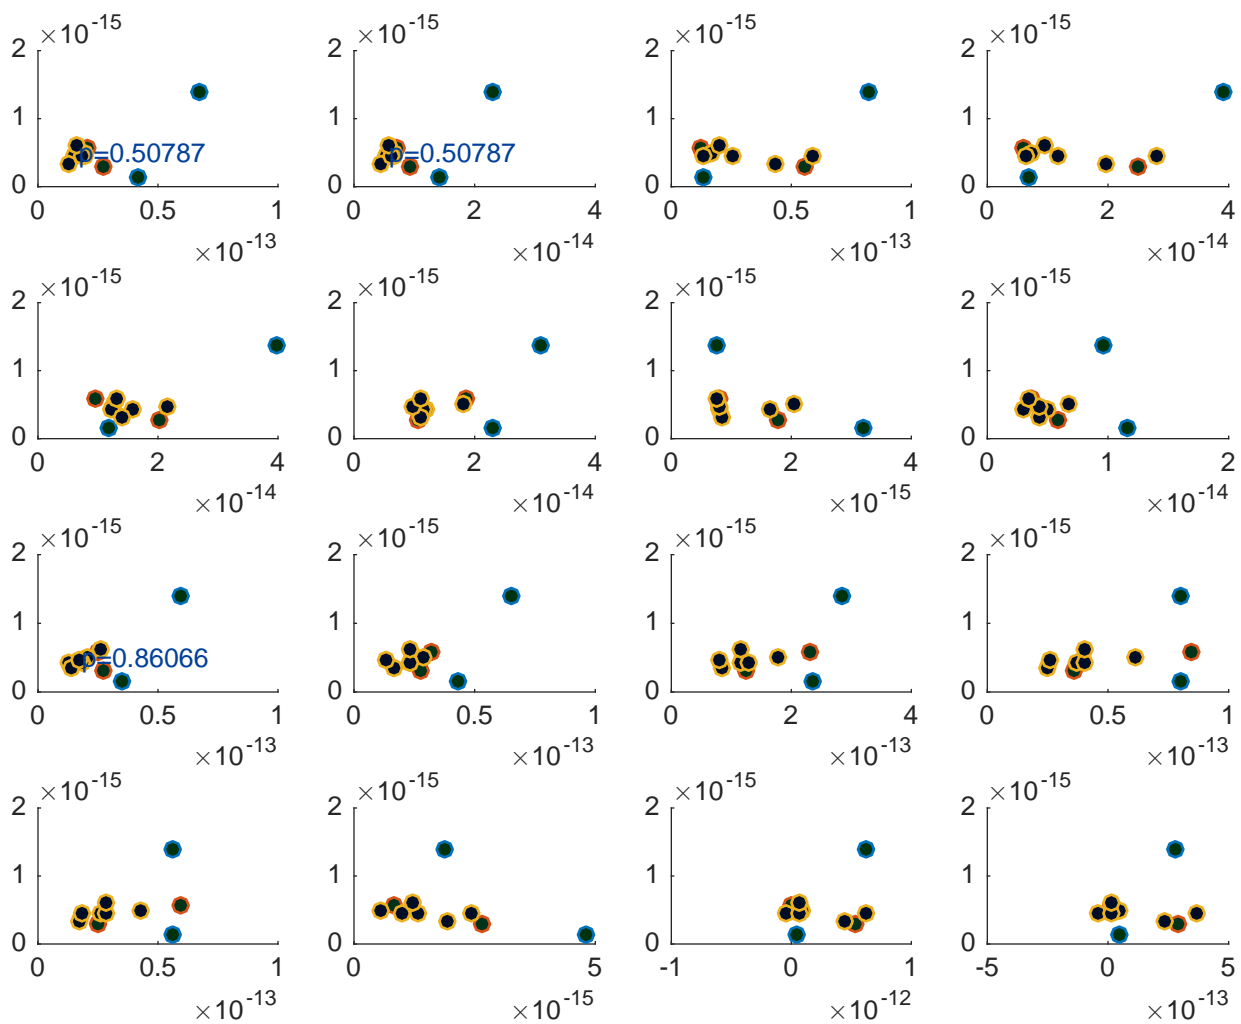 ×10-15 ×10-15 ×10-15 ×10-15
2 2 2 2
1 1 1 1
p=0.50787 p=0.50787
0 0 0 0
0 0.5 1 0 2 4 0 0.5 1 0 2 4
×10-13 ×10-14 ×10-13 ×10-14
×10-15 ×10-15 ×10-15 ×10-15
2 2 2 2
1 1 1 1
0 0 0 0
0 2 4 0 2 4 0 2 4 0 1 2
×10-14 ×10-14 ×10-15 ×10-14
×10-15 ×10-15 ×10-15 ×10-15
2 2 2 2
1 1 1 1
p=0.86066
0 0 0 0
0 0.5 1 0 0.5 1 0 2 4 0 0.5 1
×10-13 ×10-13 ×10-13 ×10-13
×10-15 ×10-15 ×10-15 ×10-15
2 2 2 2
1 1 1 1
0 0 0 0
0 0.5 1 0 5 -1 0 1 -5 0 5
×10-13 ×10-15 ×10-12 ×10-13